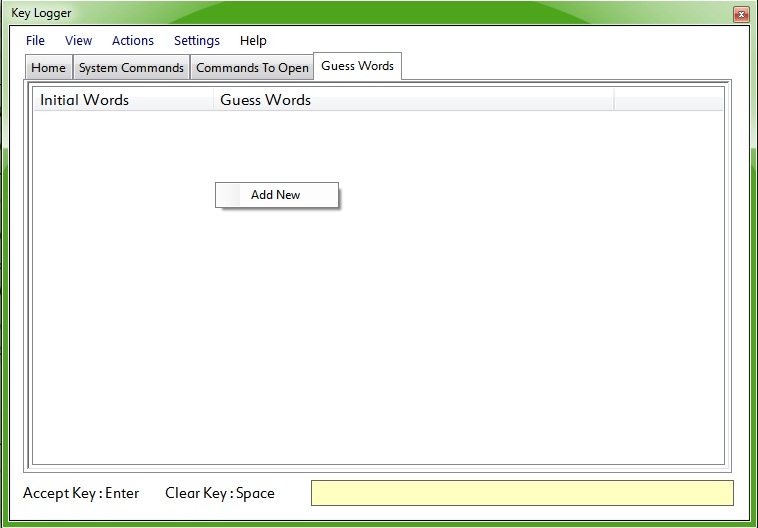 Key Logger
File View Actions Settings Help
Home System Commands Commands To Open Guess Words
Initial Words Guess Words
Add New
Accept Key : Enter Clear Key : Space